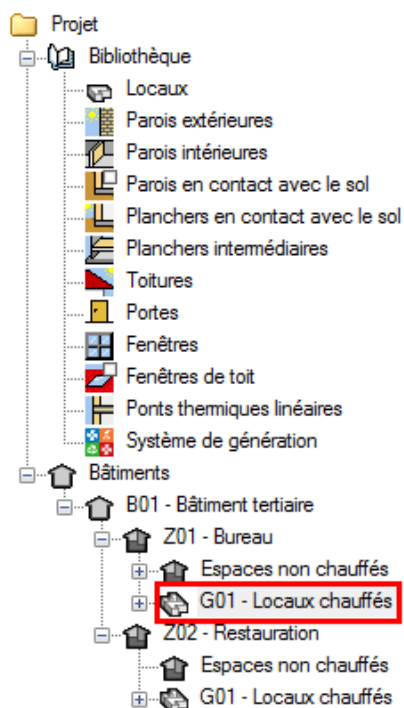 Projet
Bibliothèque
Locaux
Parois extérieures
Parois intérieures
Parois en contact avec le sol
Planchers en contact avec le sol
Planchers intermédiaires
Toitures
Portes
Fenêtres
Fenêtres de toit
Ponts thermiques linéaires
Système de génération
Bâtiments
B01 - Bâtiment tertiaire
Z01 - Bureau
Espaces non chauffés
G01 - Locaux chauffés
Z02 - Restauration
Espaces non chauffés
G01 - Locaux chauffés